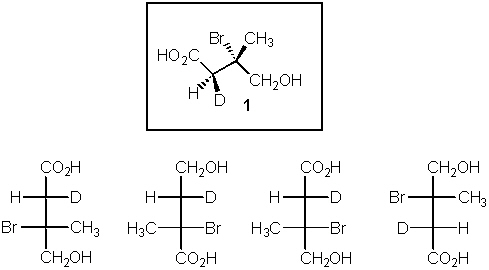 Br CH₃
HO₂C
CH₂OH
H D 1
CO₂H CH₂OH CO₂H CH₂OH
H D H D H D Br CH₃
Br CH₃ H₃C Br H₃C Br D H
CH₂OH CO₂H CH₂OH CO₂H